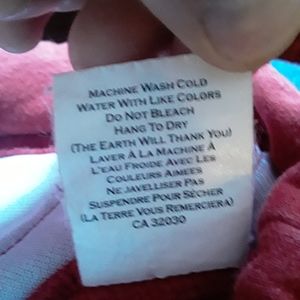 MACHINE WASH COLD
WATER WITH LIKE COLORS
DO NOT BLEACH
HANG TO DRY
(THE EARTH WILL THANK YOU)
LAVER À LA MACHINE À
L'EAU FROIDE AVEC LES
COULEURS AIMEES
NE JAVELLISER PAS
SUSPENDRE POUR SÉCHER
(LA TERRE VOUS REMERCIERA)
CA 32030